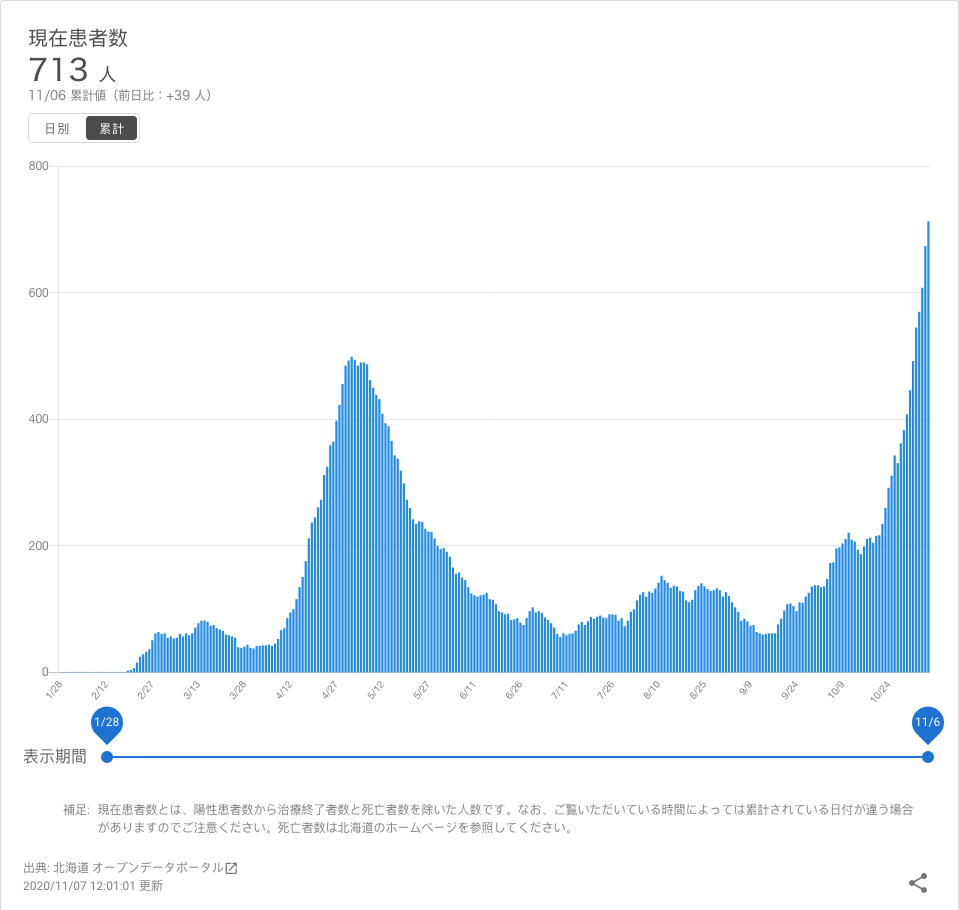 現在患者数
713 人
11/06 累計値（前日比：+39 人）
日別 累計
800
600
400
200
0
1/28 2/12 2/27 3/13 3/28 4/12 4/27 5/12 5/27 6/11 6/26 7/11 7/26 8/10 8/25 9/9 9/24 10/9 10/24
1/28 11/6
表示期間
補足: 現在患者数とは、陽性患者数から治療終了者数と死亡者数を除いた人数です。なお、ご覧いただいている時間によっては累計されている日付が違う場合
がありますのでご注意ください。死亡者数は北海道のホームページを参照してください。
出典: 北海道 オープンデータポータル
2020/11/07 12:01:01 更新